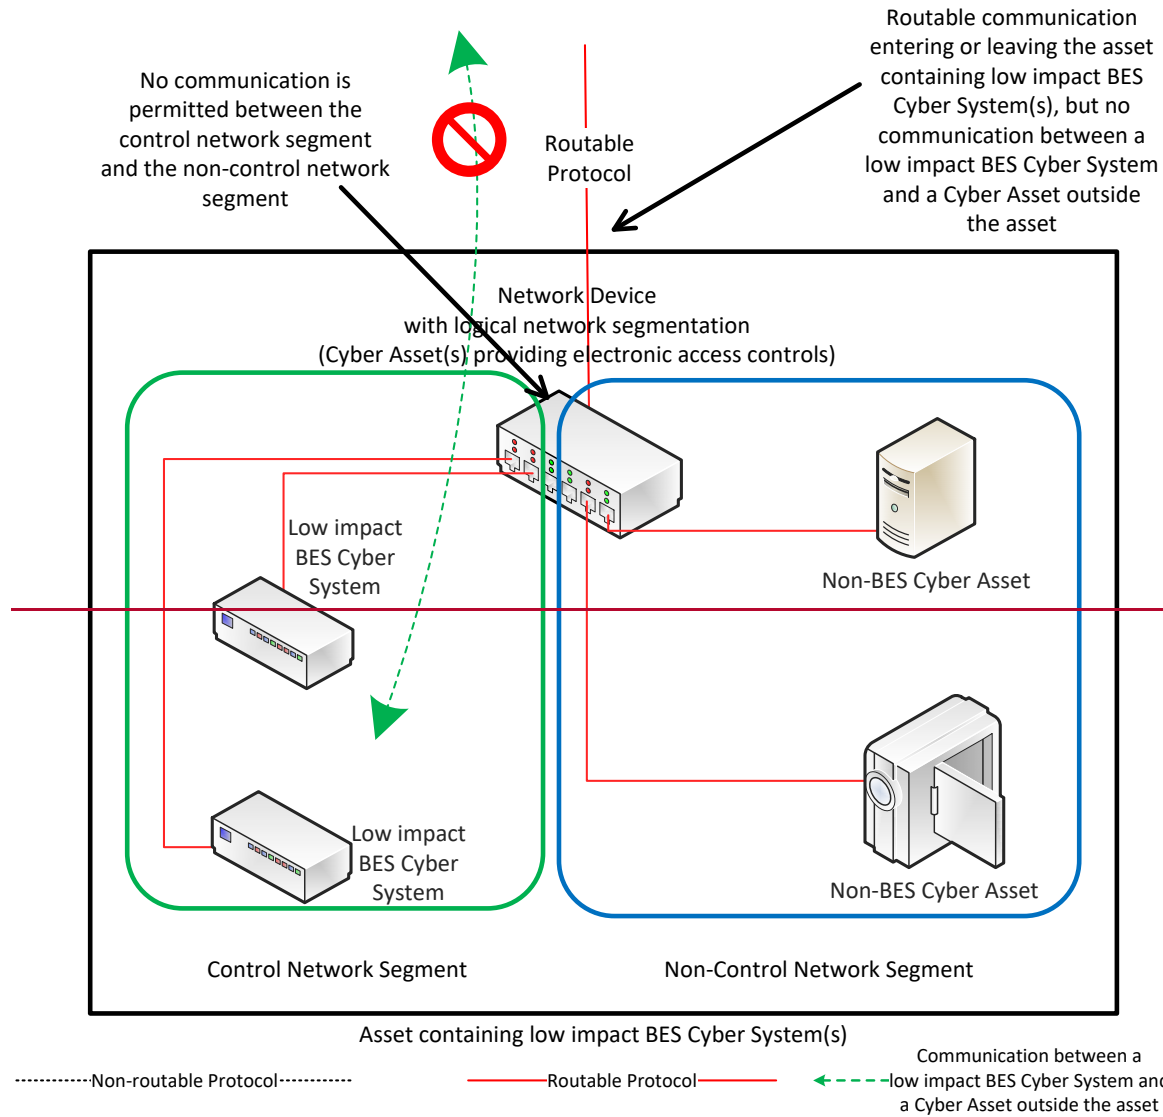 No communication is
permitted between the
control network segment
and the non-control network
segment
Routable
Protocol
Routable communication
entering or leaving the asset
containing low impact BES
Cyber System(s), but no
communication between a
low impact BES Cyber System
and a Cyber Asset outside
the asset
Network Device
with logical network segmentation
(Cyber Asset(s) providing electronic access controls)
Low impact
BES Cyber
System
Non-BES Cyber Asset
Low impact
BES Cyber
System
Non-BES Cyber Asset
Control Network Segment
Non-Control Network Segment
Asset containing low impact BES Cyber System(s)
Non-routable Protocol
Routable Protocol
Communication between a
low impact BES Cyber System and
a Cyber Asset outside the asset